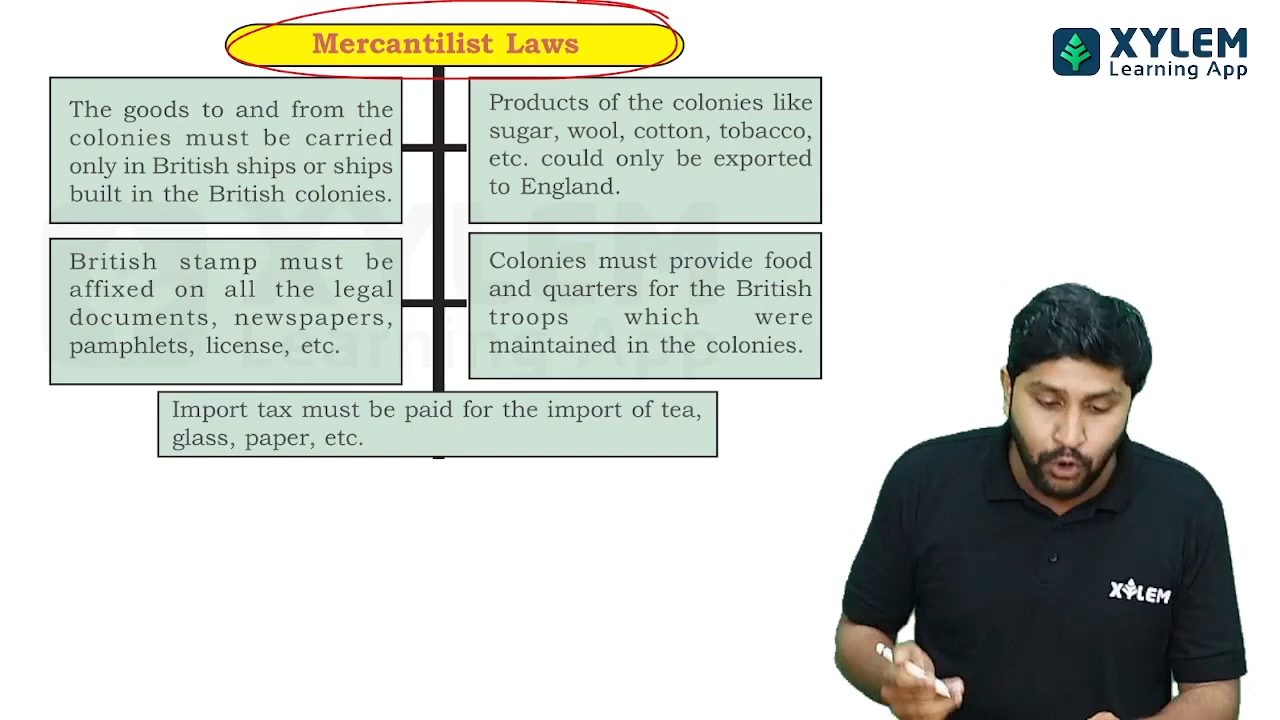 Mercantilist Laws
XYLEM
Learning App
The goods to and from the
colonies must be carried
only in British ships or ships
built in the British colonies.
Products of the colonies like
sugar, wool, cotton, tobacco,
etc. could only be exported
to England.
British stamp must be
affixed on all the legal
documents, newspapers,
pamphlets, license, etc.
Colonies must provide food
and quarters for the British
troops which were
maintained in the colonies.
Import tax must be paid for the import of tea,
glass, paper, etc.
XYLEM
Learning App
XYLEM